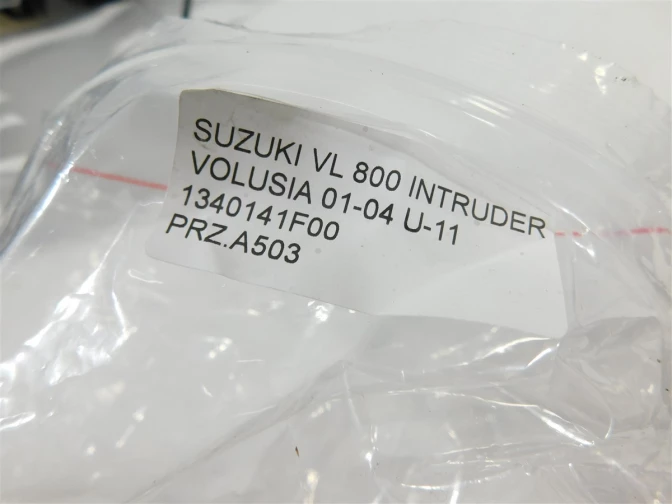 SUZUKI VL 800 INTRUDER
VOLUSIA 01-04 U-11
1340141F00
PRZ.A503